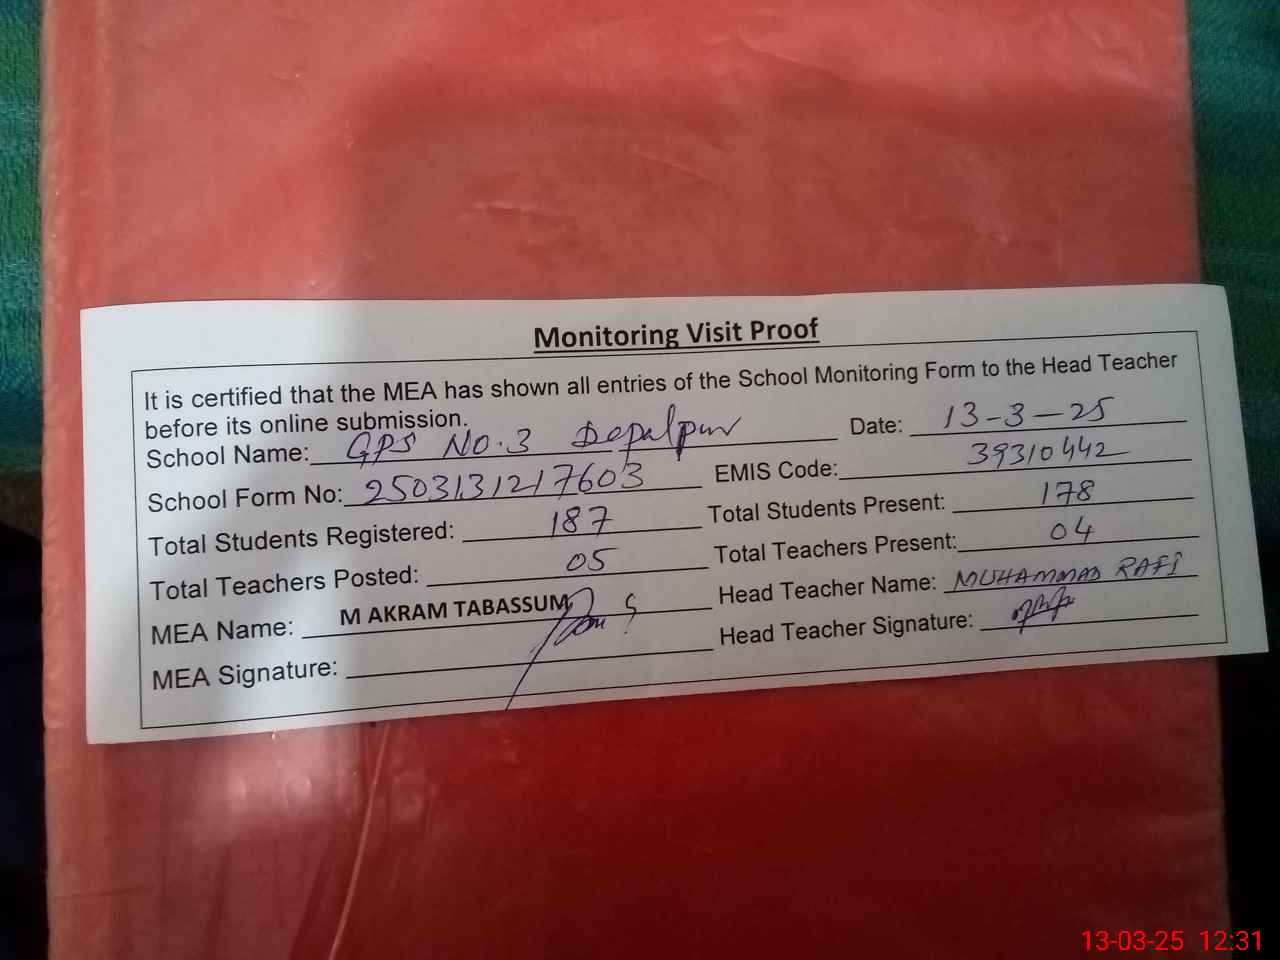 Monitoring Visit Proof
It is certified that the MEA has shown all entries of the School Monitoring Form to the Head Teacher
before its online submission.
School Name: GPS No.3 Depalpur Date: 13-3-25
School Form No: 2503131217603 EMIS Code: 39310442
Total Students Registered: 187 Total Students Present: 178
Total Teachers Posted: 05 Total Teachers Present: 04
MEA Name: M AKRAM TABASSUM Head Teacher Name: MUHAMMAD RAFI
MEA Signature: Head Teacher Signature:
13-03-25 12:31